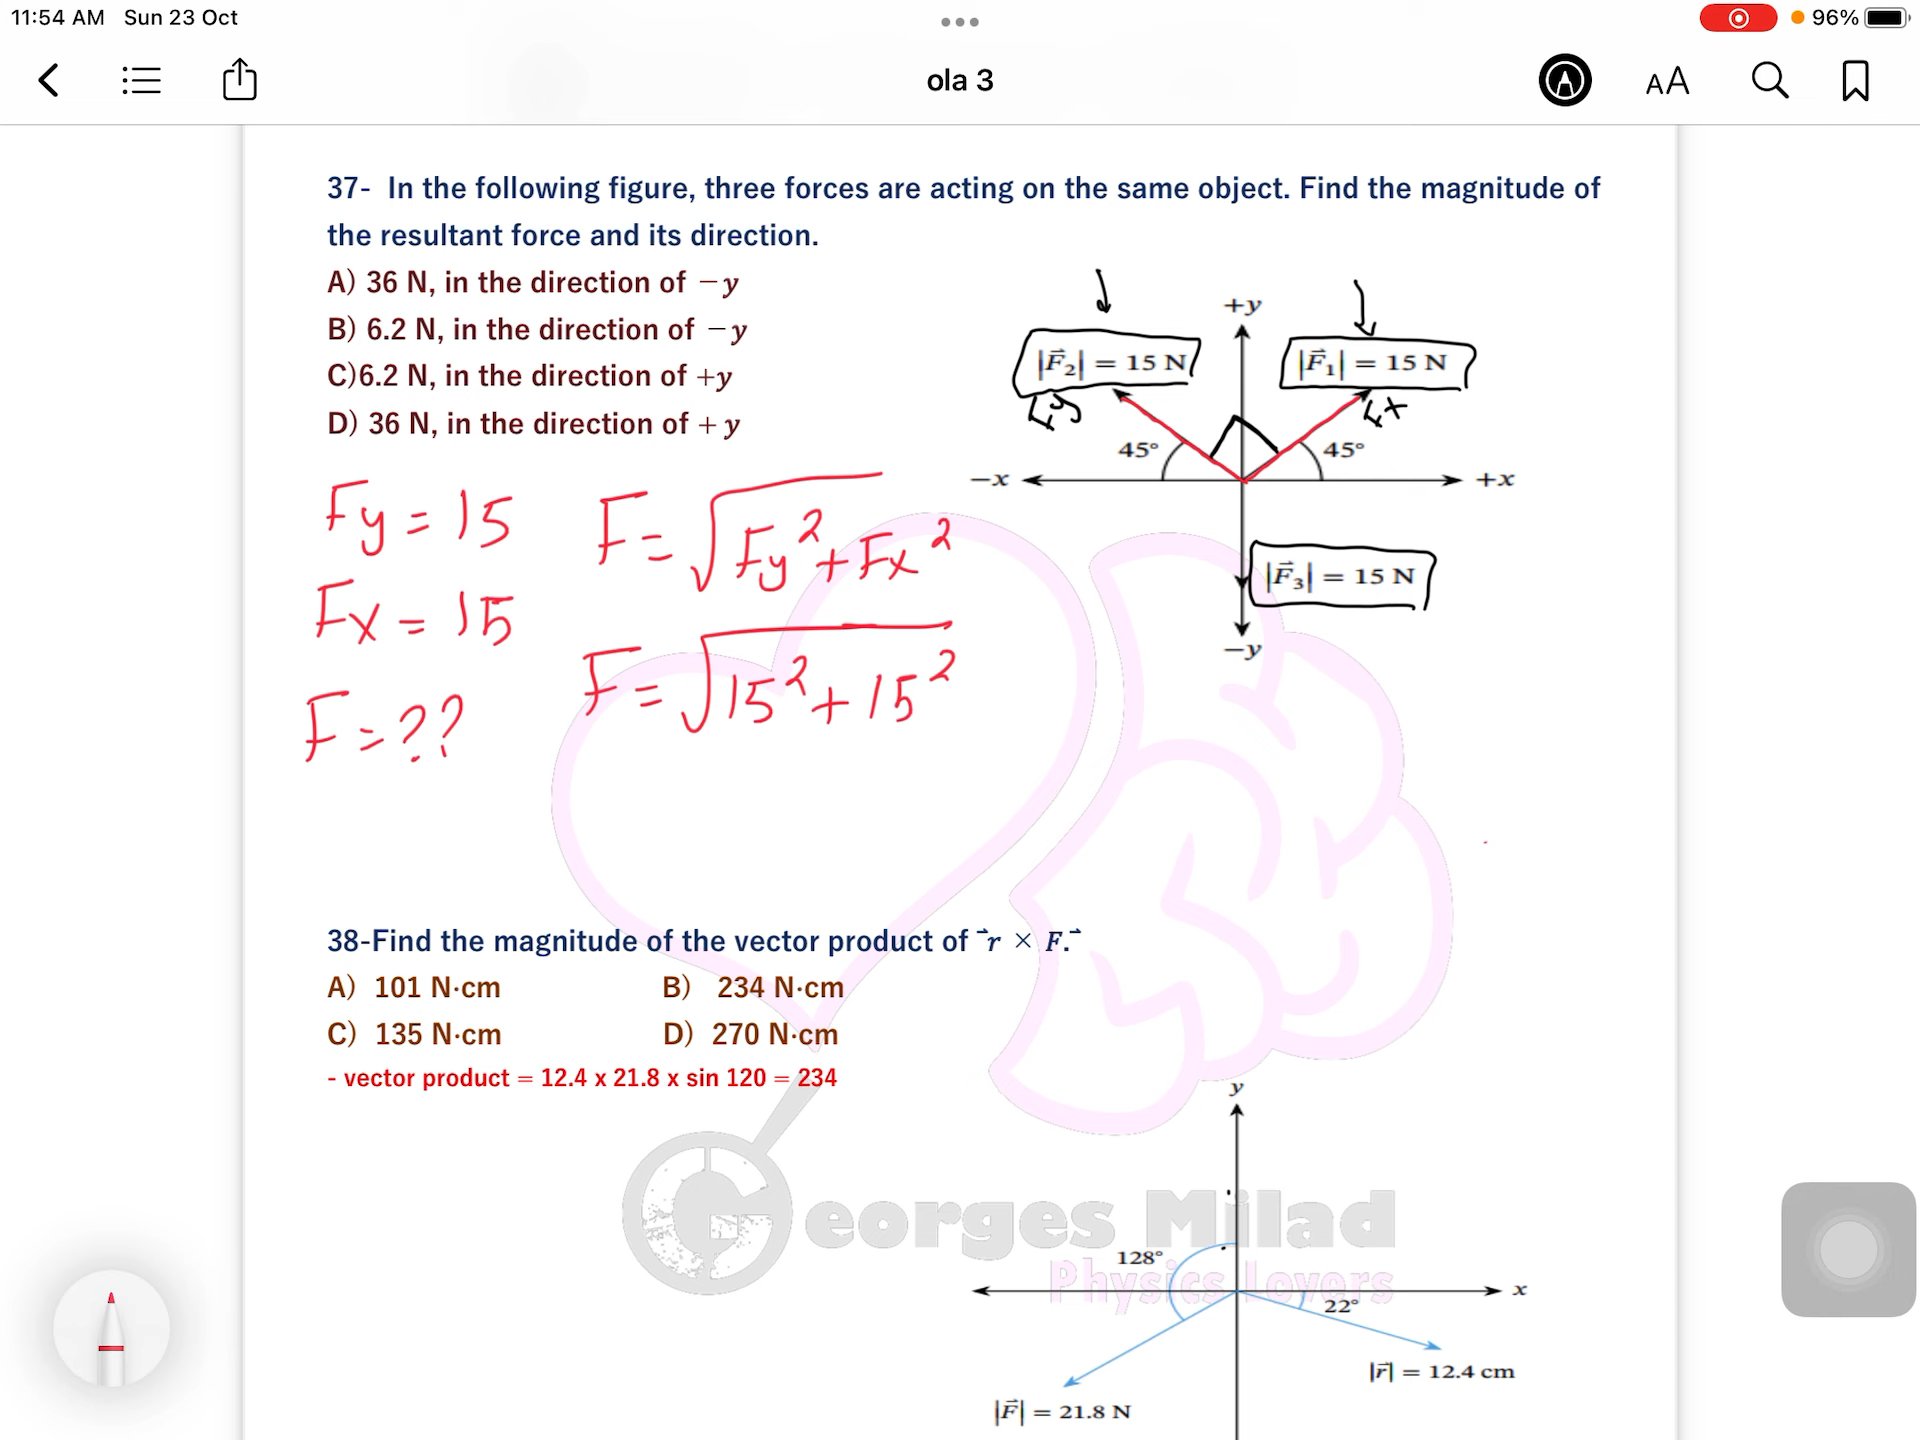 11:54 AM Sun 23 Oct
96%
ola 3
AA
37- In the following figure, three forces are acting on the same object. Find the magnitude of
the resultant force and its direction.
A) 36 N, in the direction of −y
B) 6.2 N, in the direction of −y
C)6.2 N, in the direction of +y
D) 36 N, in the direction of + y
+y
|F⃗₂| = 15 N
|F⃗₁| = 15 N
Fy
Fx
45°
45°
−x
+x
|F⃗₃| = 15 N
−y
Fy = 15
F = √Fy² + Fx²
Fx = 15
F = √15² + 15²
F = ??
38-Find the magnitude of the vector product of ⃗r × F.⃗
A) 101 N·cm
B) 234 N·cm
C) 135 N·cm
D) 270 N·cm
- vector product = 12.4 x 21.8 x sin 120 = 234
y
Georges Milad
Physics Lovers
128°
x
22°
|r⃗| = 12.4 cm
|F⃗| = 21.8 N